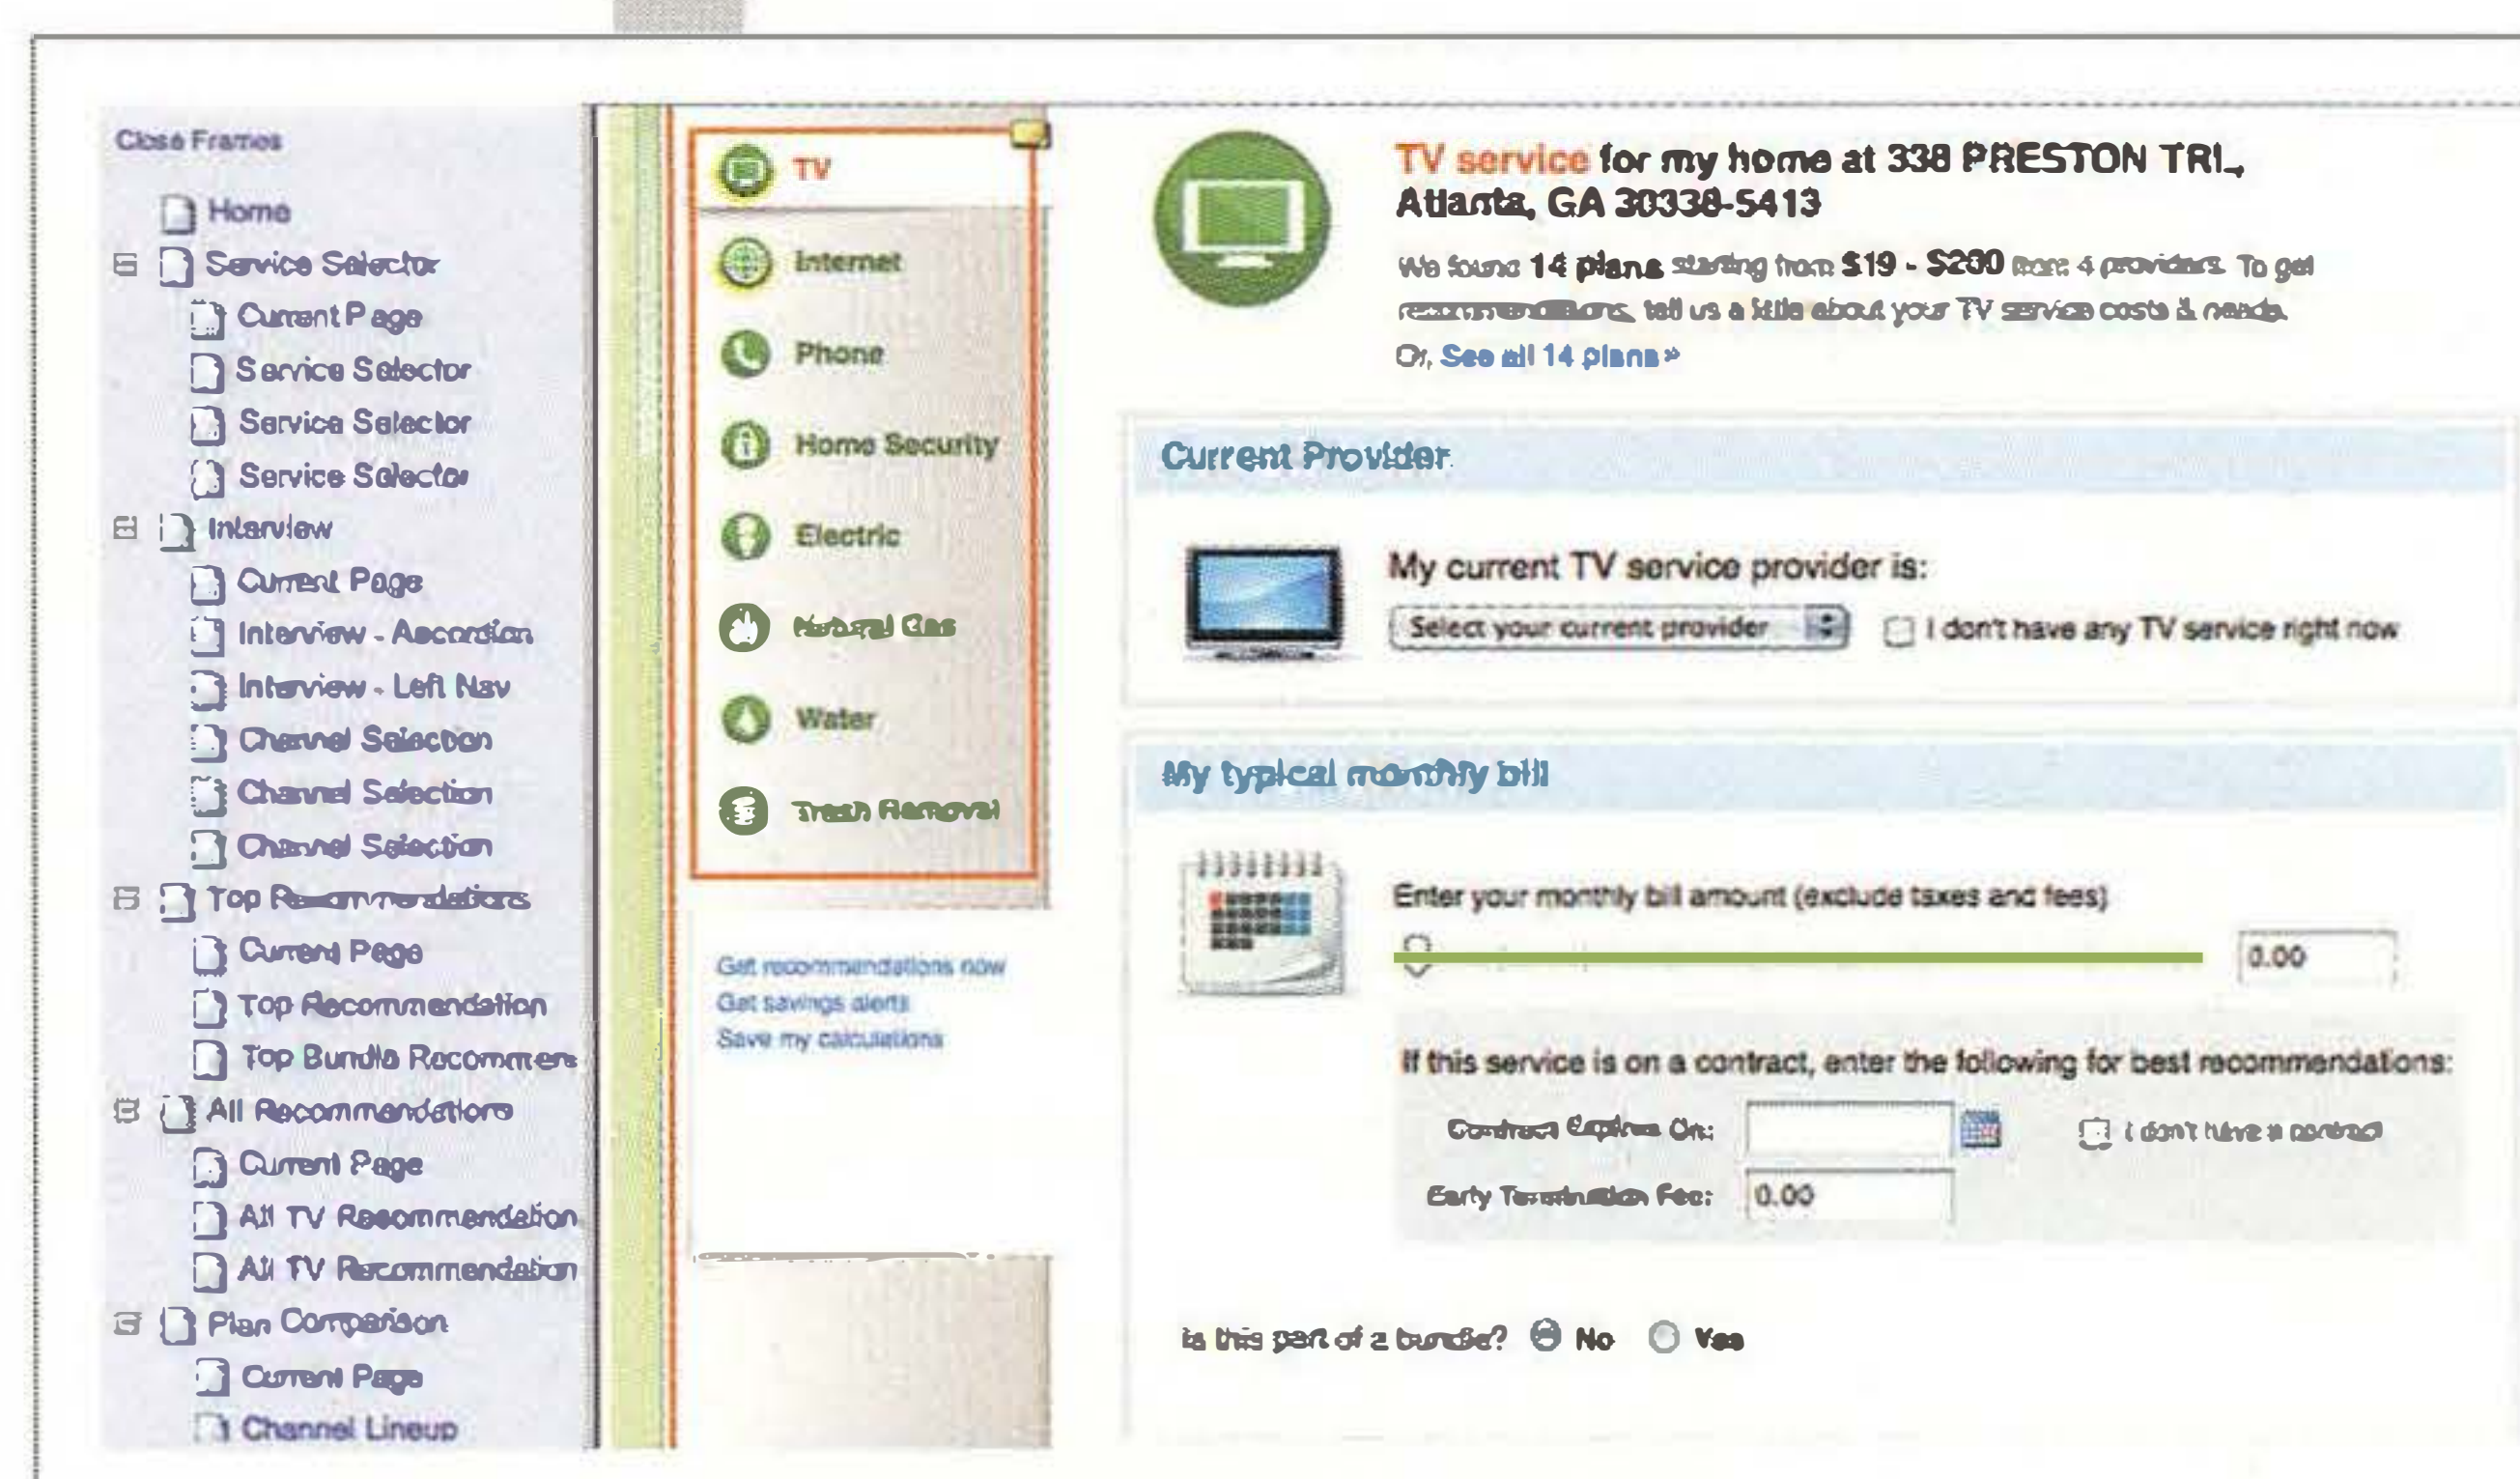 Close Frames
Home
Service Selector
Current Page
Service Selector
Service Selector
Service Selector
Interview
Current Page
Interview - Accordion
Interview - Left Nav
Channel Selection
Channel Selection
Channel Selection
Top Recommendations
Current Page
Top Recommendation
Top Bundle Recommen
All Recommendations
Current Page
All TV Recommendation
All TV Recommendation
Plan Comparison
Current Page
Channel Lineup
TV
Internet
Phone
Home Security
Electric
Natural Gas
Water
Trash Removal
Get recommendations now
Get savings alerts
Save my calculations
TV service for my home at 338 PRESTON TRL,
Atlanta, GA 30338-5413
We found 14 plans starting from $19 - $200 from 4 providers. To get
recommendations, tell us a little about your TV service costs & needs.
Or, See all 14 plans »
Current Provider
My current TV service provider is:
Select your current provider I don't have any TV service right now
My typical monthly bill
Enter your monthly bill amount (exclude taxes and fees)
0.00
If this service is on a contract, enter the following for best recommendations:
Contract Expires On: I don't have a contract
Early Termination Fee: 0.00
Is this part of a bundle? No Yes